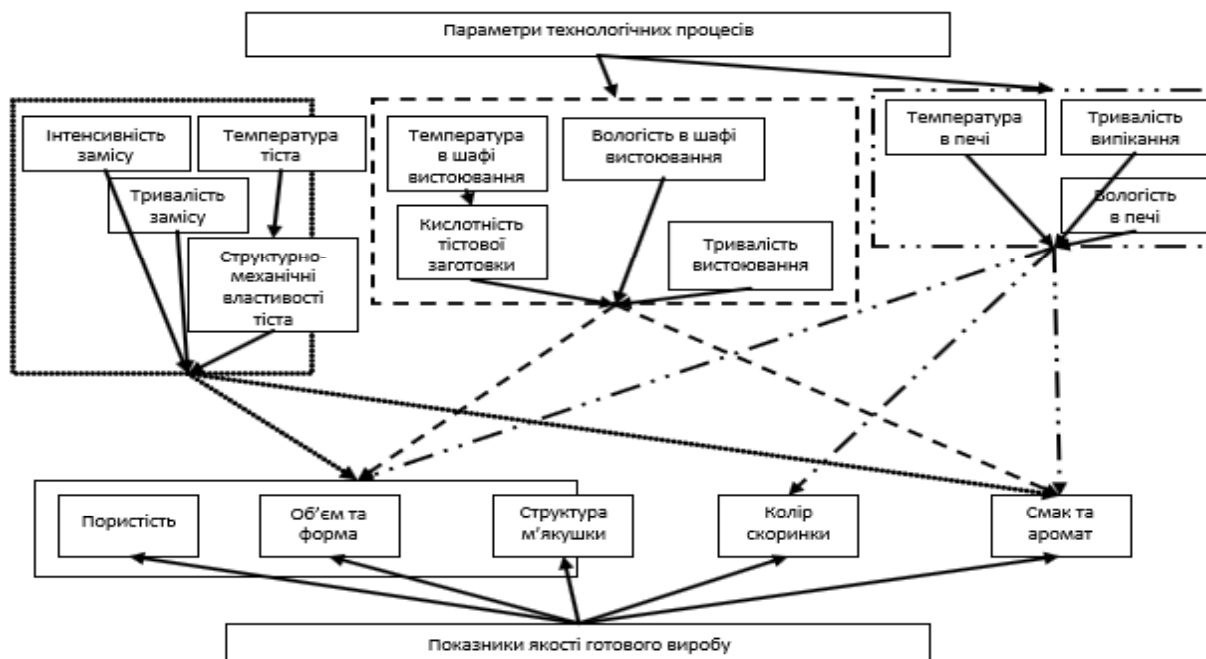 Параметри технологічних процесів
Інтенсивність
замісу
Температура
тіста
Тривалість
замісу
Структурно-
механічні
властивості
тіста
Температура
в шафі
вистоювання
Вологість в шафі
вистоювання
Кислотність
тістової
заготовки
Тривалість
вистоювання
Температура
в печі
Тривалість
випікання
Вологість
в печі
Пористість
Об’єм та
форма
Структура
м’якушки
Колір
скоринки
Смак та
аромат
Показники якості готового виробу